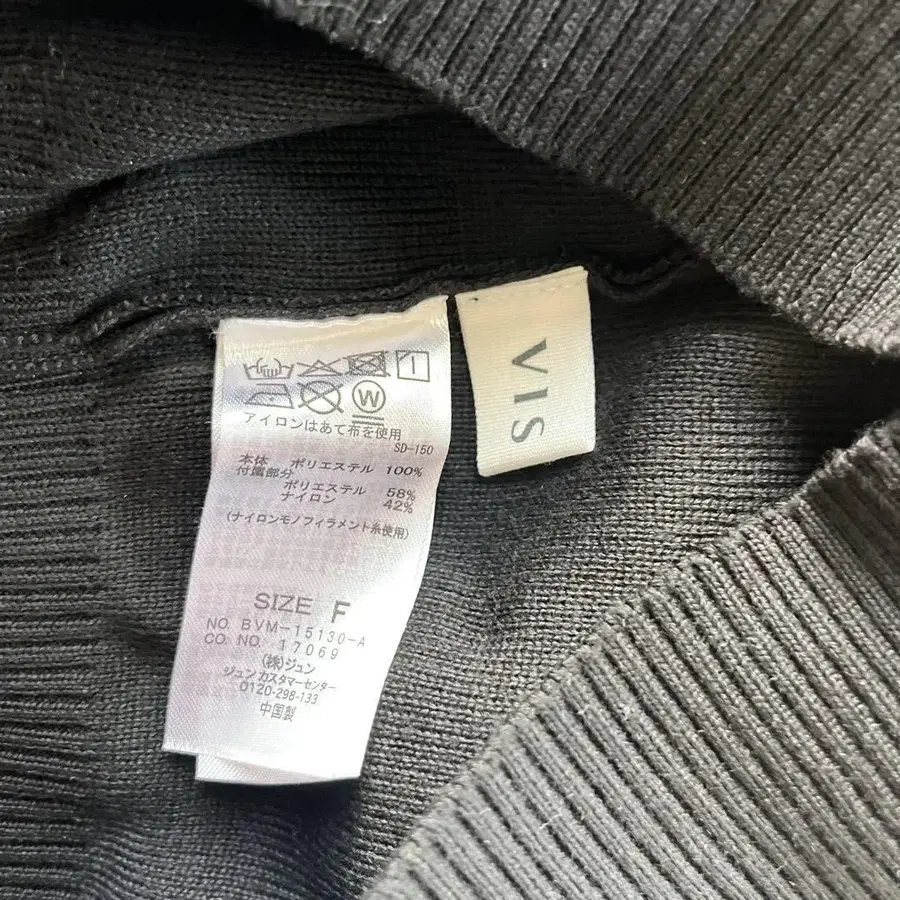 W
アイロンはあて布を使用
SD-150
本体 ポリエステル 100%
付属部分
ポリエステル 58%
ナイロン 42%
(ナイロンモノフィラメント糸使用)
SIZE F
NO. BVM-15130-A
CO. NO. 17069
(株)ジュン
ジュン カスタマーセンター
0120-298-133
中国製
VIS